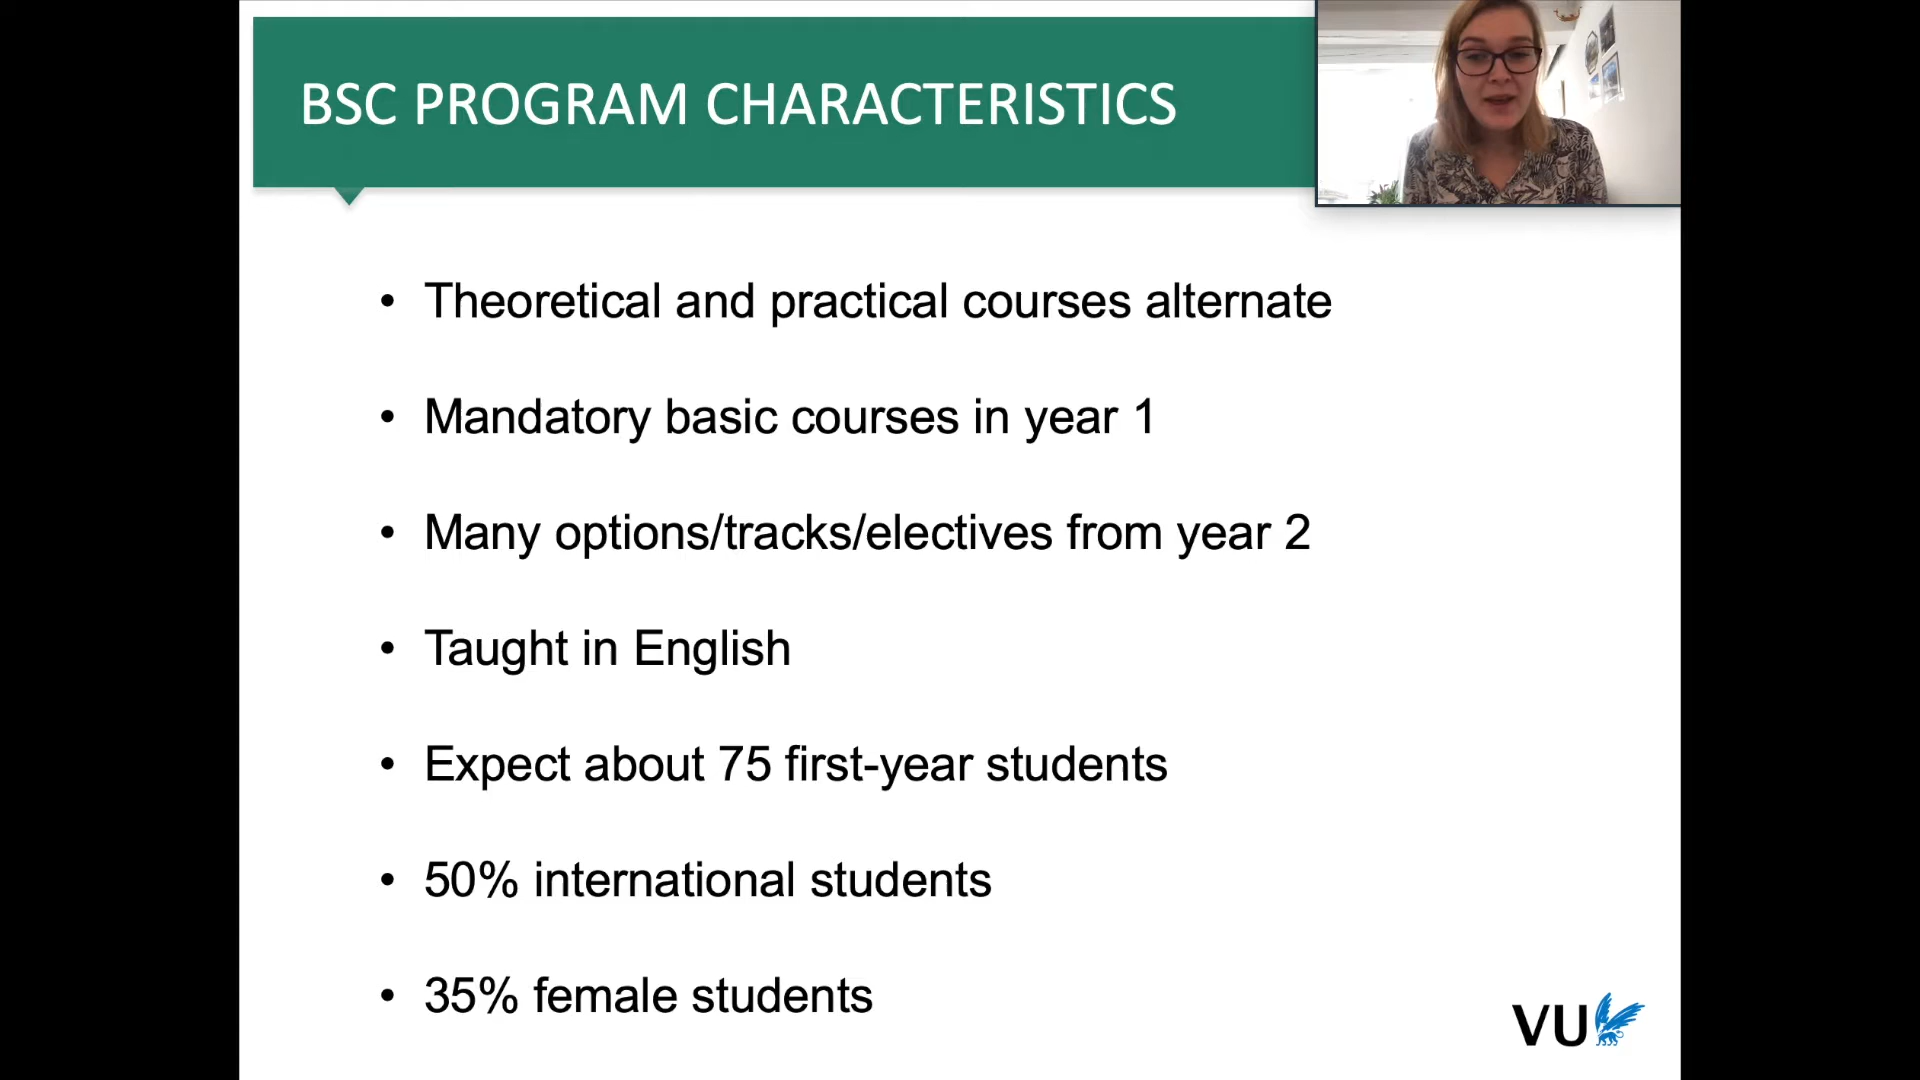 BSC PROGRAM CHARACTERISTICS
• Theoretical and practical courses alternate
• Mandatory basic courses in year 1
• Many options/tracks/electives from year 2
• Taught in English
• Expect about 75 first-year students
• 50% international students
• 35% female students
VU